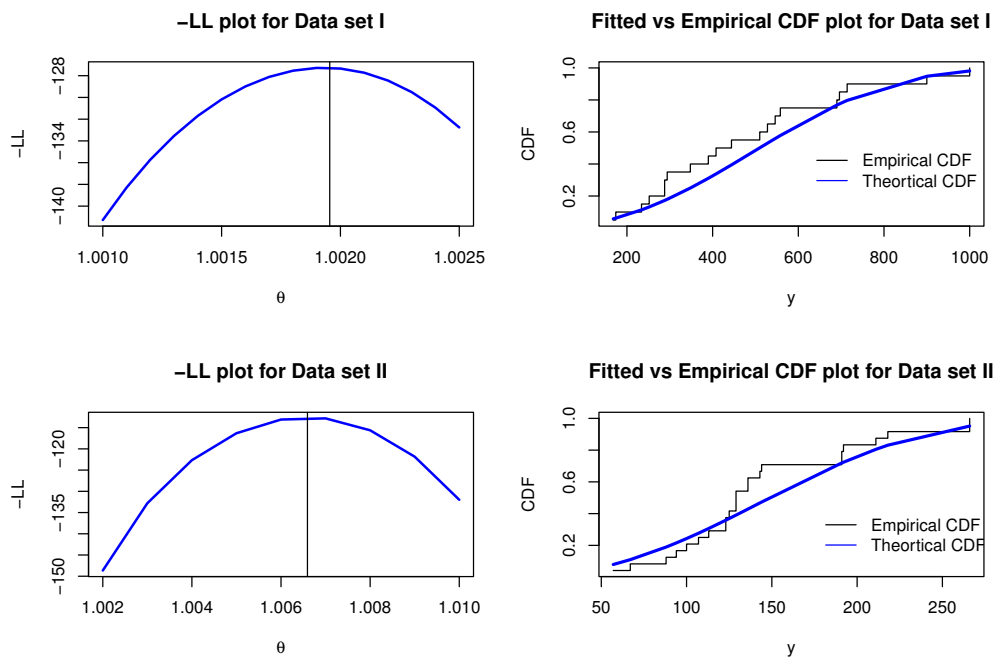 −LL plot for Data set I
−LL
−128
−134
−140
1.0010
1.0015
1.0020
1.0025
θ
Fitted vs Empirical CDF plot for Data set I
CDF
1.0
0.6
0.2
Empirical CDF
Theortical CDF
200
400
600
800
1000
y
−LL plot for Data set II
−LL
−120
−135
−150
1.002
1.004
1.006
1.008
1.010
θ
Fitted vs Empirical CDF plot for Data set II
CDF
1.0
0.6
0.2
Empirical CDF
Theortical CDF
50
100
150
200
250
y